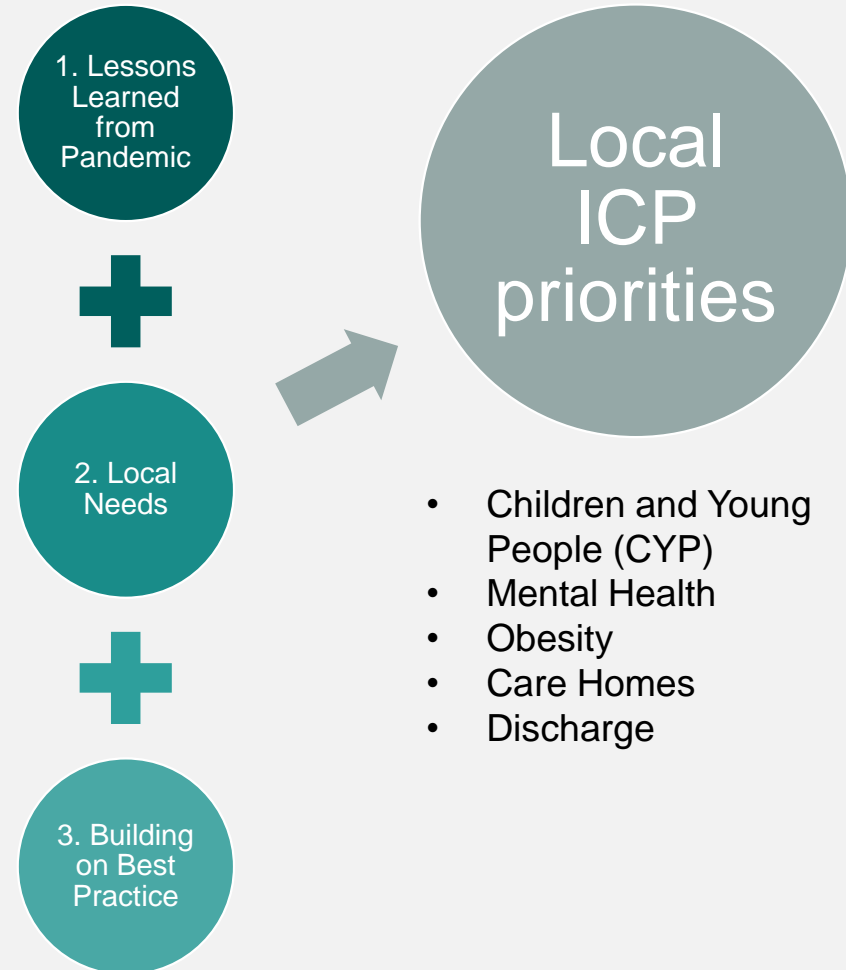 1. Lessons
Learned
from
Pandemic
2. Local
Needs
3. Building
on Best
Practice
Local
ICP
priorities
• Children and Young
People (CYP)
• Mental Health
• Obesity
• Care Homes
• Discharge